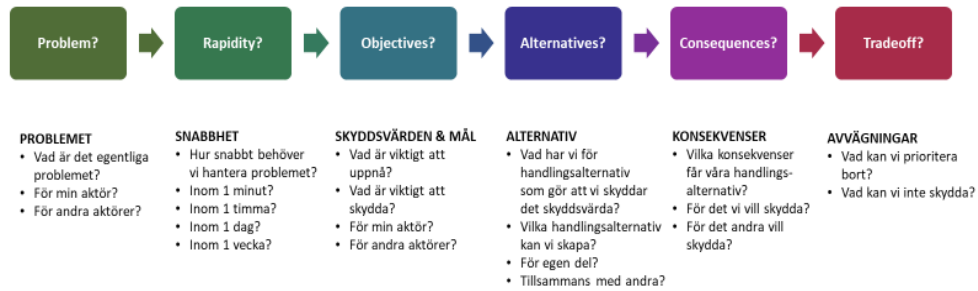 Problem?
Rapidity?
Objectives?
Alternatives?
Consequences?
Tradeoff?
PROBLEMET
• Vad är det egentliga
problemet?
• För min aktör?
• För andra aktörer?
SNABBHET
• Hur snabbt behöver
vi hantera problemet?
• Inom 1 minut?
• Inom 1 timma?
• Inom 1 dag?
• Inom 1 vecka?
SKYDDSVÄRDEN & MÅL
• Vad är viktigt att
uppnå?
• Vad är viktigt att
skydda?
• För min aktör?
• För andra aktörer?
ALTERNATIV
• Vad har vi för
handlingsalternativ
som gör att vi skyddar
det skyddsvärda?
• Vilka handlingsalternativ
kan vi skapa?
• För egen del?
• Tillsammans med andra?
KONSEKVENSER
• Vilka konsekvenser
får våra handlings-
alternativ?
• För det vi vill skydda?
• För det andra vill
skydda?
AVVÄGNINGAR
• Vad kan vi prioritera
bort?
• Vad kan vi inte skydda?